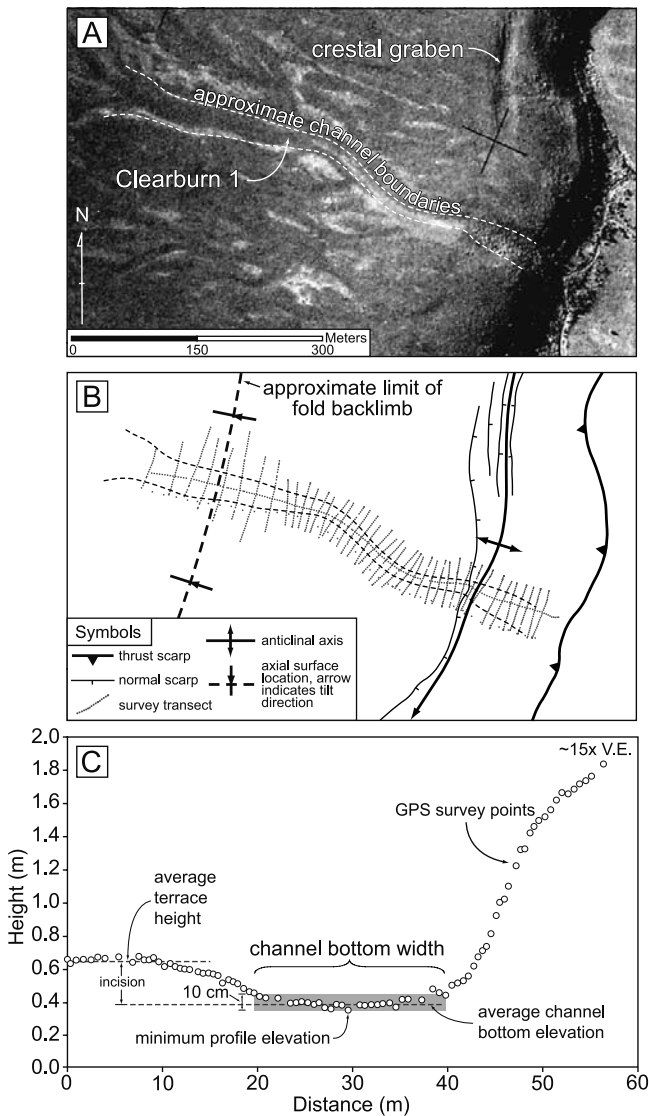 A
crestal graben
approximate channel boundaries
Clearburn 1
N
Meters
0 150 300
B
approximate limit of
fold backlimb
Symbols
thrust scarp
normal scarp
survey transect
anticlinal axis
axial surface
location, arrow
indicates tilt
direction
C
~15x V.E.
GPS survey points
average
terrace
height
channel bottom width
incision
10 cm
minimum profile elevation
average channel
bottom elevation
Height (m)
2.0
1.8
1.6
1.4
1.2
1.0
0.8
0.6
0.4
0.2
0.0
0 10 20 30 40 50 60
Distance (m)